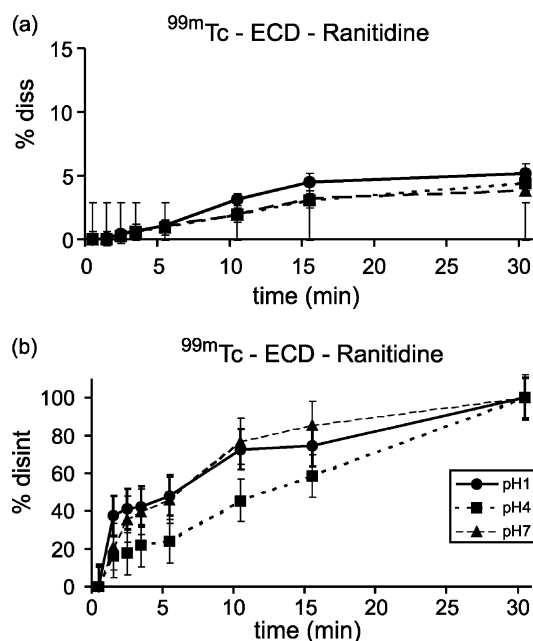 (a)
⁹⁹ᵐTc - ECD - Ranitidine
15
10
5
0
% diss
0 5 10 15 20 25 30
time (min)
(b)
⁹⁹ᵐTc - ECD - Ranitidine
100
80
60
40
20
0
% disint
pH1
pH4
pH7
0 5 10 15 20 25 30
time (min)